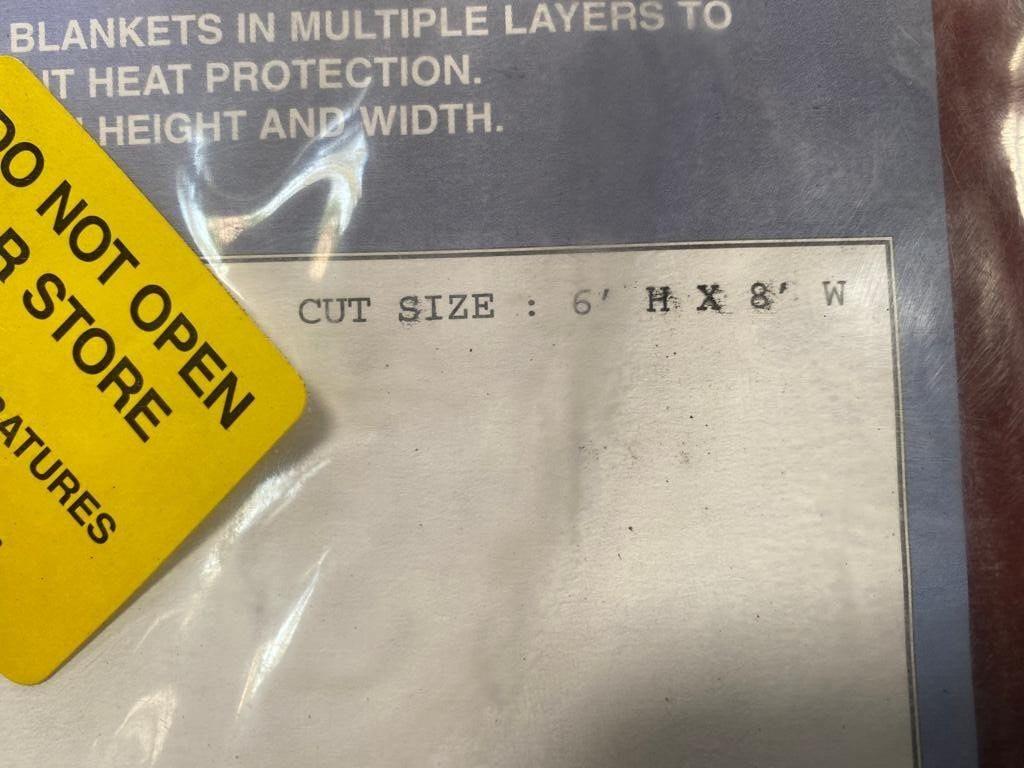 BLANKETS IN MULTIPLE LAYERS TO
HEAT PROTECTION.
HEIGHT AND WIDTH.
DO NOT OPEN
STORE
CUT SIZE : 6' H X 8' W